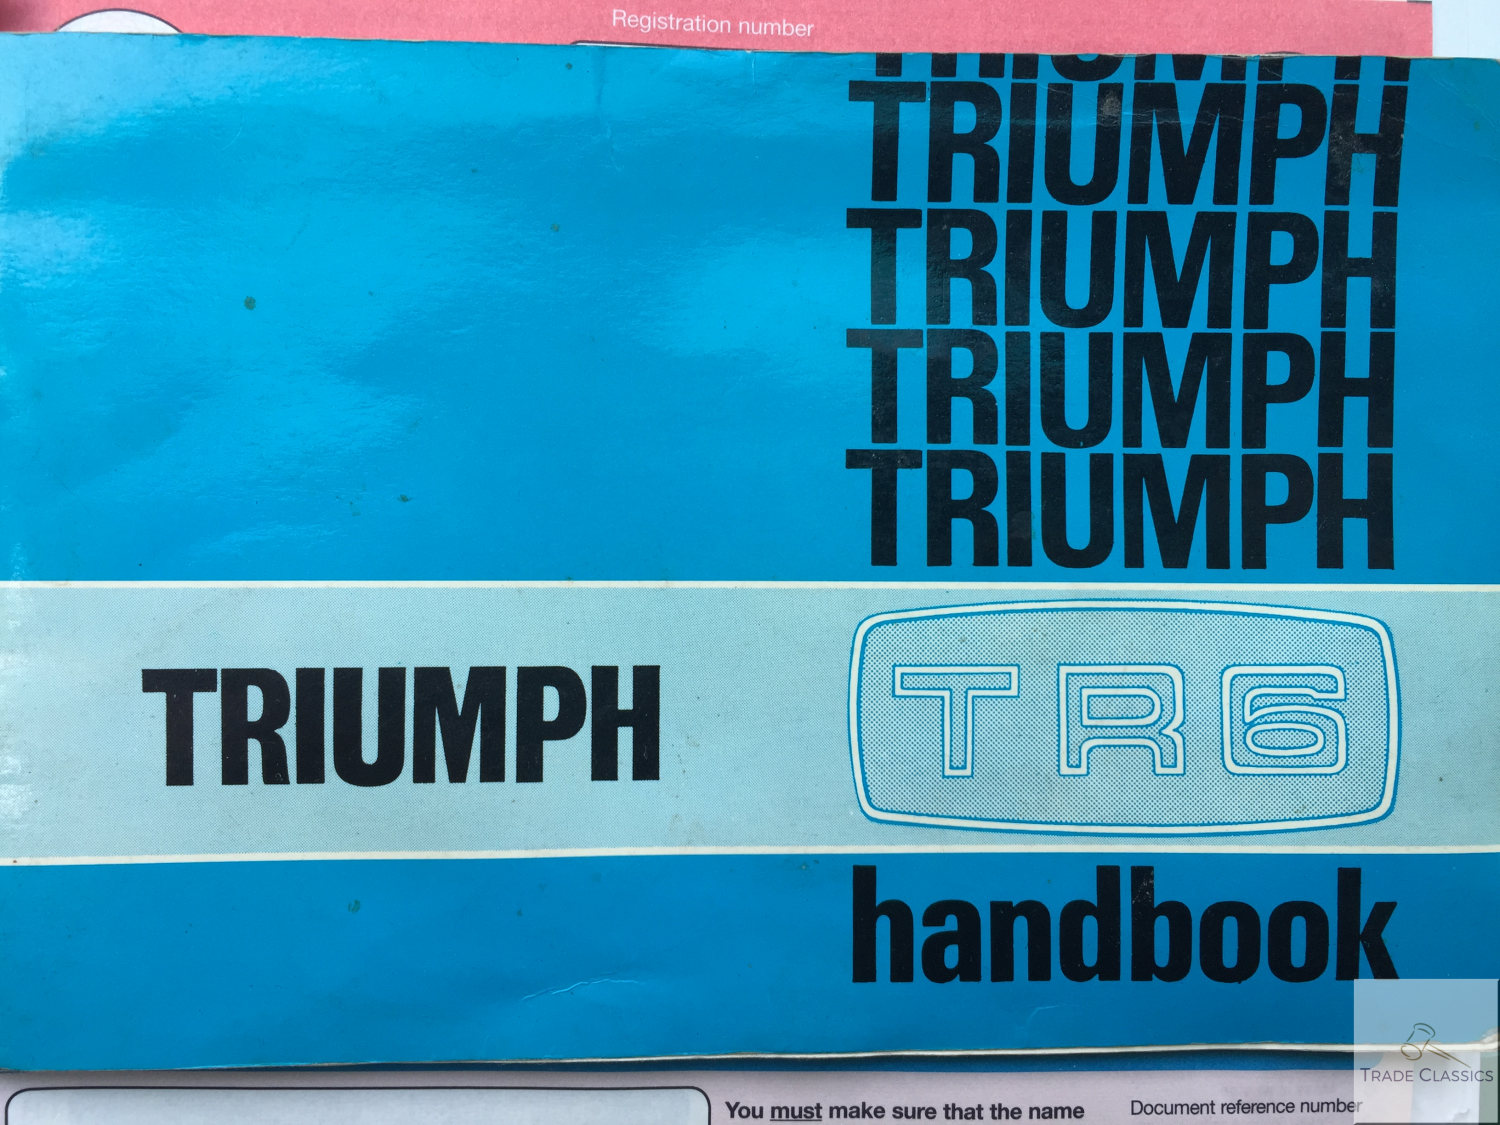 Registration number
TRIUMPH
TRIUMPH
TRIUMPH
TRIUMPH
TRIUMPH
TRIUMPH TR6
handbook
TRADE CLASSICS
You must make sure that the name
Document reference number